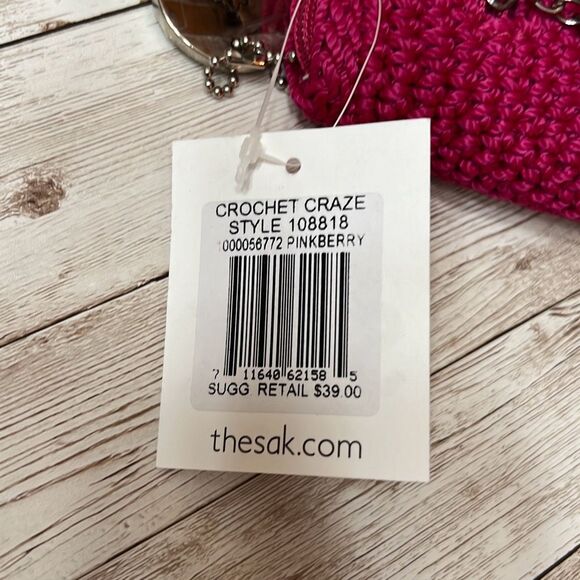 CROCHET CRAZE
STYLE 108818
000056772 PINKBERRY
7 11640 62158 5
SUGG RETAIL $39.00
thesak.com